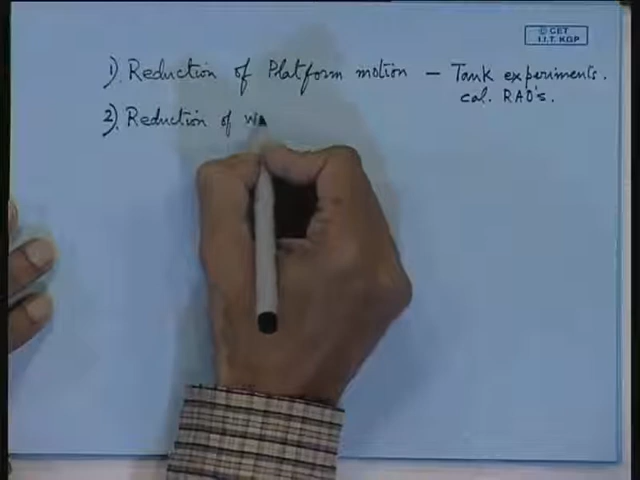 © CET
I.I.T. KGP
1). Reduction of Platform motion – Tank experiments.
cal. RAO's.
2). Reduction of